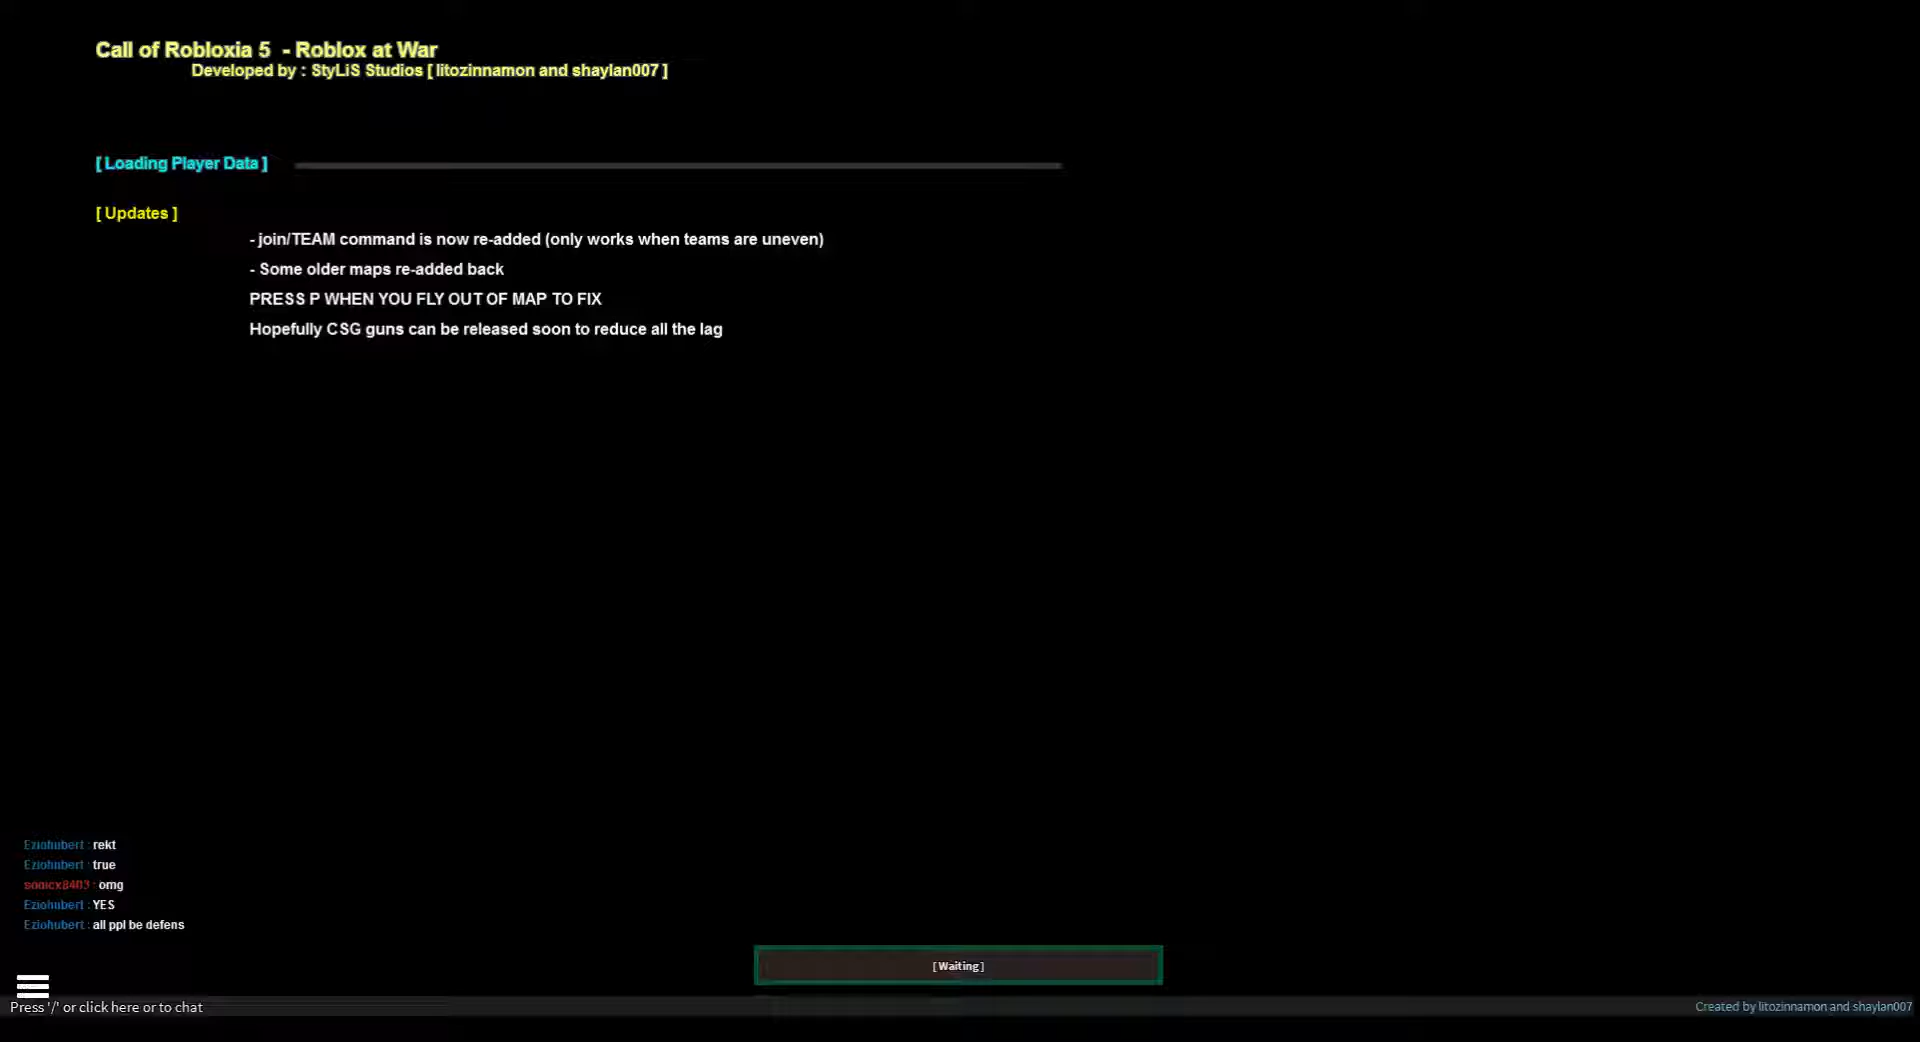 Call of Robloxia 5 - Roblox at War
Developed by : StyLiS Studios [ litozinnamon and shaylan007 ]
[ Loading Player Data ]
[ Updates ]
- join/TEAM command is now re-added (only works when teams are uneven)
- Some older maps re-added back
PRESS P WHEN YOU FLY OUT OF MAP TO FIX
Hopefully CSG guns can be released soon to reduce all the lag
Eziohubert : rekt
Eziohubert : true
sonicx8403 : omg
Eziohubert : YES
Eziohubert : all ppl be defens
[ Waiting ]
Press '/' or click here or to chat
Created by litozinnamon and shaylan007